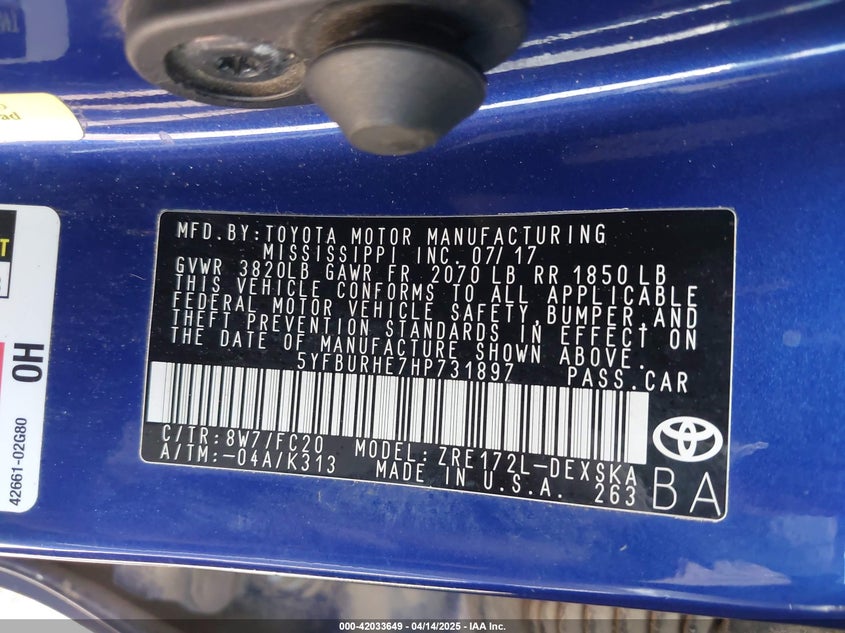 ad
T
OH
42661-02G80
MFD.BY:TOYOTA MOTOR MANUFACTURING
MISSISSIPPI INC. 07/17
GVWR 3820LB GAWR FR 2070 LB RR 1850 LB
THIS VEHICLE CONFORMS TO ALL APPLICABLE
FEDERAL MOTOR VEHICLE SAFETY, BUMPER,AND
THEFT PREVENTION STANDARDS IN EFFECT ON
THE DATE OF MANUFACTURE SHOWN ABOVE.
5YFBURHE7HP731897 PASS.CAR
C/TR:8W7/FC20 MODEL:ZRE172L-DEXSKA
A/TM:-04A/K313 MADE IN U.S.A. 263
BA
000-42033649 - 04/14/2025 - IAA Inc.